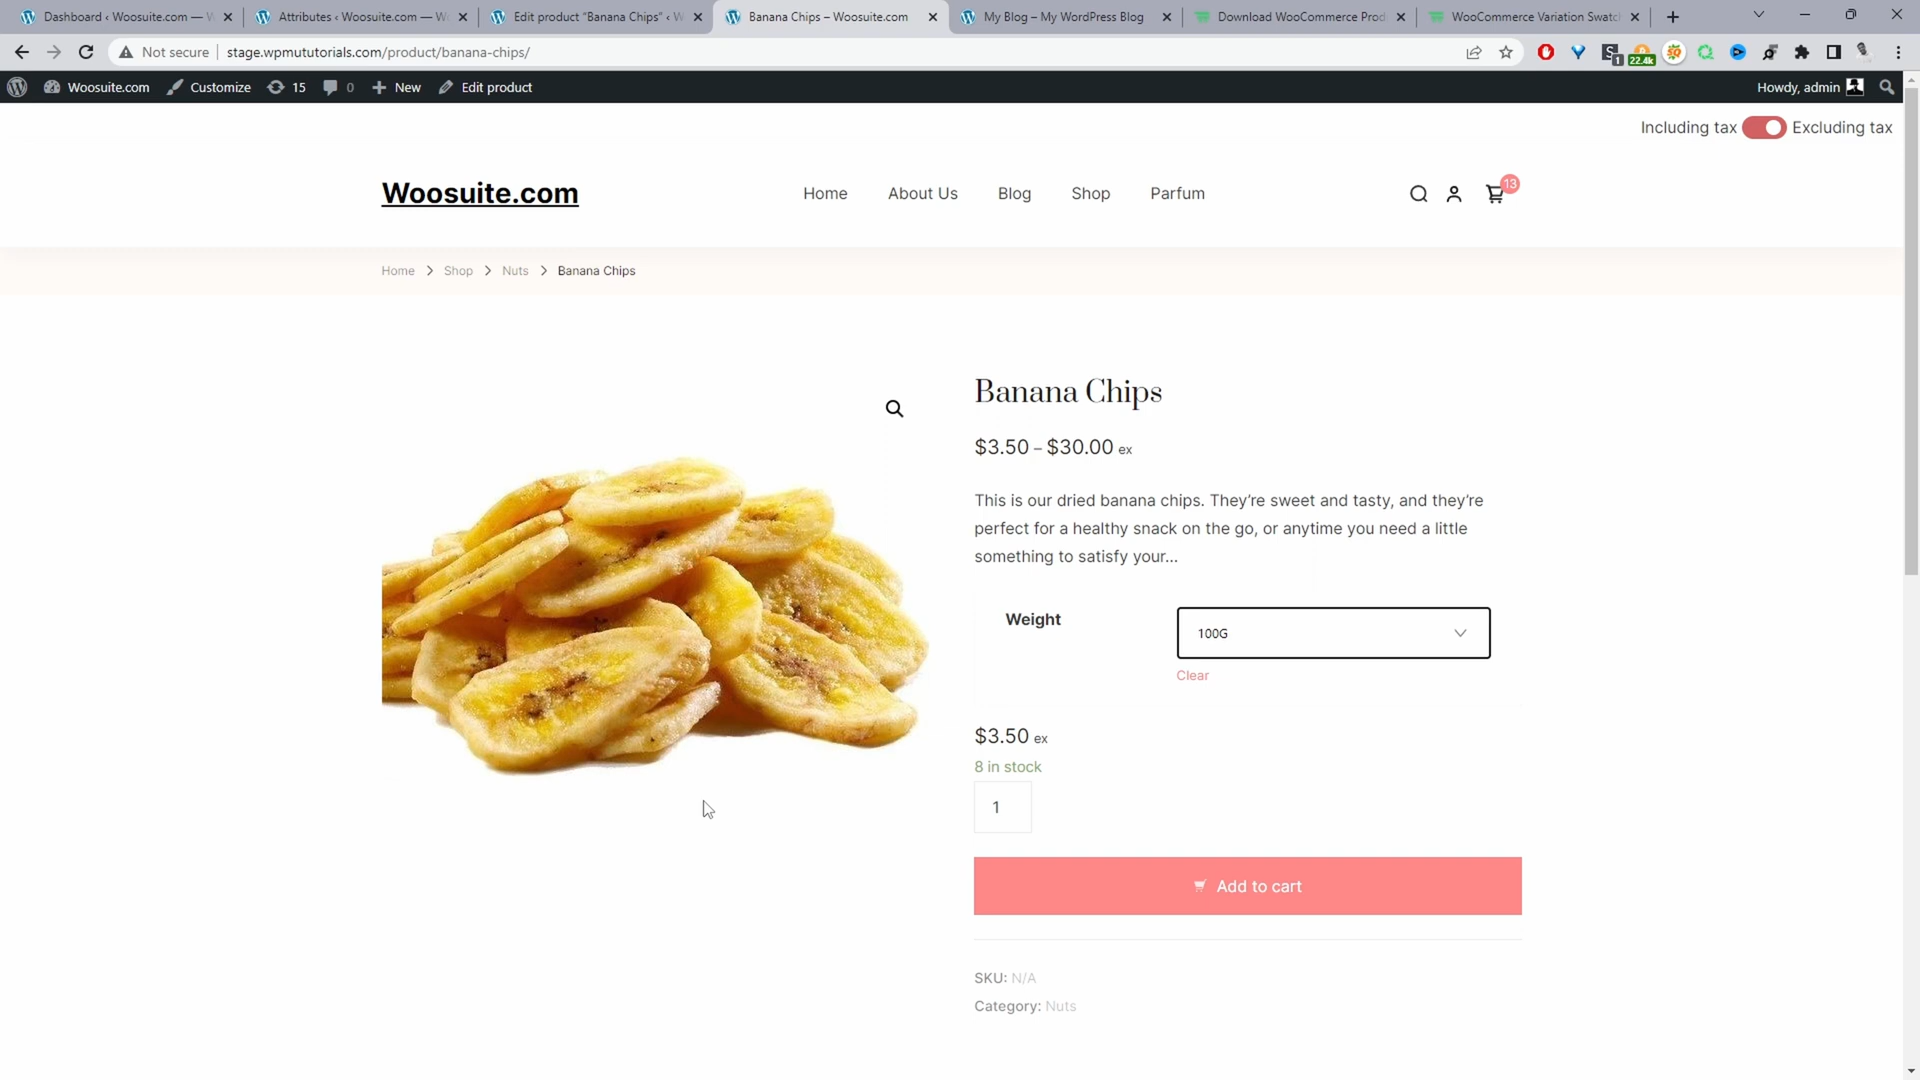 Dashboard ‹ Woosuite.com — W
Attributes ‹ Woosuite.com — Wo
Edit product "Banana Chips" ‹ W
Banana Chips – Woosuite.com
My Blog – My WordPress Blog
Download WooCommerce Prod
WooCommerce Variation Swatc
Not secure
stage.wpmututorials.com/product/banana-chips/
1
22.4k
Woosuite.com
Customize
15
0
New
Edit product
Howdy, admin
Including tax
Excluding tax
Woosuite.com
Home
About Us
Blog
Shop
Parfum
13
Home > Shop > Nuts > Banana Chips
Banana Chips
$3.50 – $30.00 ex
This is our dried banana chips. They're sweet and tasty, and they're
perfect for a healthy snack on the go, or anytime you need a little
something to satisfy your...
Weight
100G
Clear
$3.50 ex
8 in stock
1
Add to cart
SKU: N/A
Category: Nuts